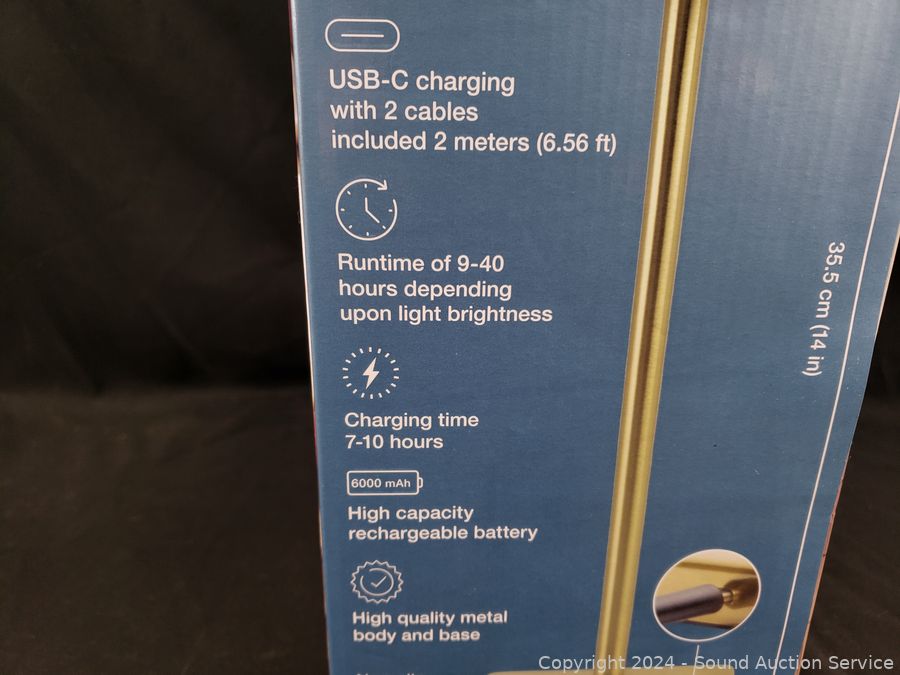 USB-C charging
with 2 cables
included 2 meters (6.56 ft)
Runtime of 9-40
hours depending
upon light brightness
Charging time
7-10 hours
6000 mAh
High capacity
rechargeable battery
High quality metal
body and base
35.5 cm (14 in)
Copyright 2024 - Sound Auction Service